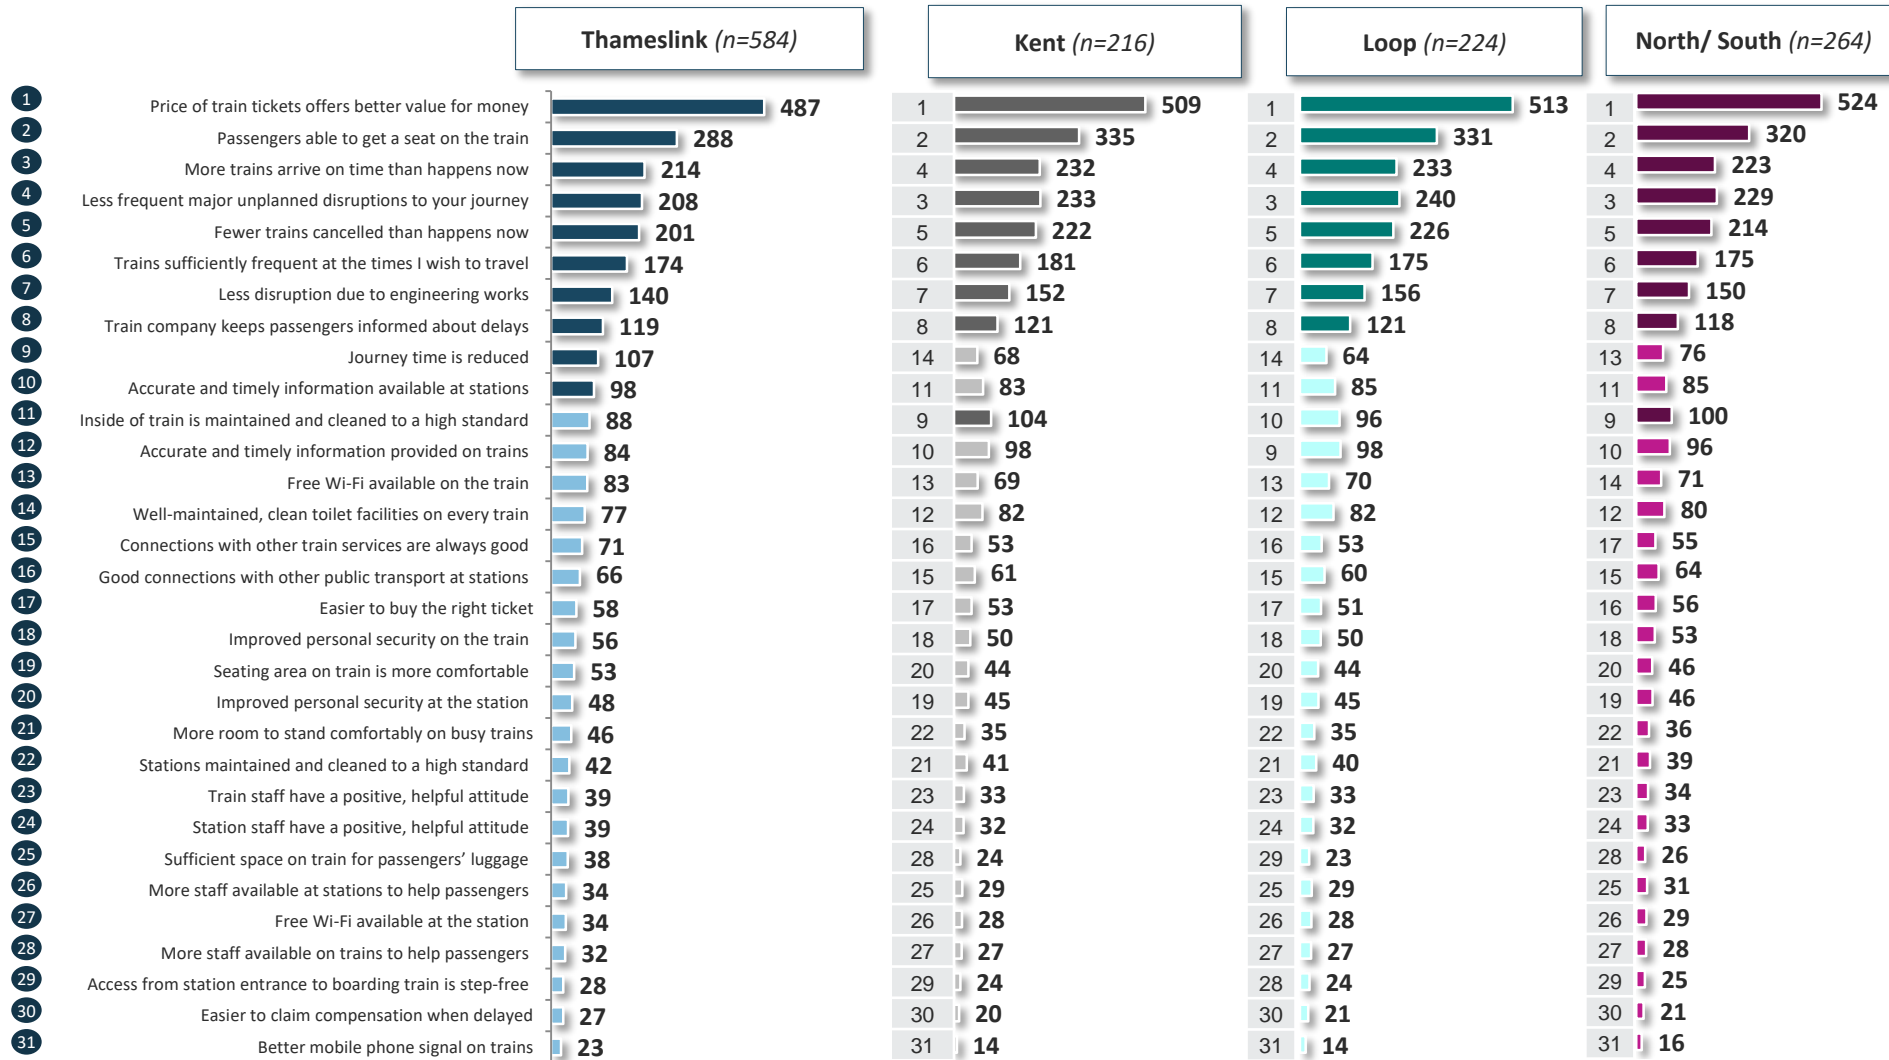 Thameslink (n=584) Kent (n=216) Loop (n=224) North/ South (n=264)
1 Price of train tickets offers better value for money 487 1 509 1 513 1 524
2 Passengers able to get a seat on the train 288 2 335 2 331 2 320
3 More trains arrive on time than happens now 214 4 232 4 233 4 223
4 Less frequent major unplanned disruptions to your journey 208 3 233 3 240 3 229
5 Fewer trains cancelled than happens now 201 5 222 5 226 5 214
6 Trains sufficiently frequent at the times I wish to travel 174 6 181 6 175 6 175
7 Less disruption due to engineering works 140 7 152 7 156 7 150
8 Train company keeps passengers informed about delays 119 8 121 8 121 8 118
9 Journey time is reduced 107 14 68 14 64 13 76
10 Accurate and timely information available at stations 98 11 83 11 85 11 85
11 Inside of train is maintained and cleaned to a high standard 88 9 104 10 96 9 100
12 Accurate and timely information provided on trains 84 10 98 9 98 10 96
13 Free Wi-Fi available on the train 83 13 69 13 70 14 71
14 Well-maintained, clean toilet facilities on every train 77 12 82 12 82 12 80
15 Connections with other train services are always good 71 16 53 16 53 17 55
16 Good connections with other public transport at stations 66 15 61 15 60 15 64
17 Easier to buy the right ticket 58 17 53 17 51 16 56
18 Improved personal security on the train 56 18 50 18 50 18 53
19 Seating area on train is more comfortable 53 20 44 20 44 20 46
20 Improved personal security at the station 48 19 45 19 45 19 46
21 More room to stand comfortably on busy trains 46 22 35 22 35 22 36
22 Stations maintained and cleaned to a high standard 42 21 41 21 40 21 39
23 Train staff have a positive, helpful attitude 39 23 33 23 33 23 34
24 Station staff have a positive, helpful attitude 39 24 32 24 32 24 33
25 Sufficient space on train for passengers’ luggage 38 28 24 29 23 28 26
26 More staff available at stations to help passengers 34 25 29 25 29 25 31
27 Free Wi-Fi available at the station 34 26 28 26 28 26 29
28 More staff available on trains to help passengers 32 27 27 27 27 27 28
29 Access from station entrance to boarding train is step-free 28 29 24 28 24 29 25
30 Easier to claim compensation when delayed 27 30 20 30 21 30 21
31 Better mobile phone signal on trains 23 31 14 31 14 31 16